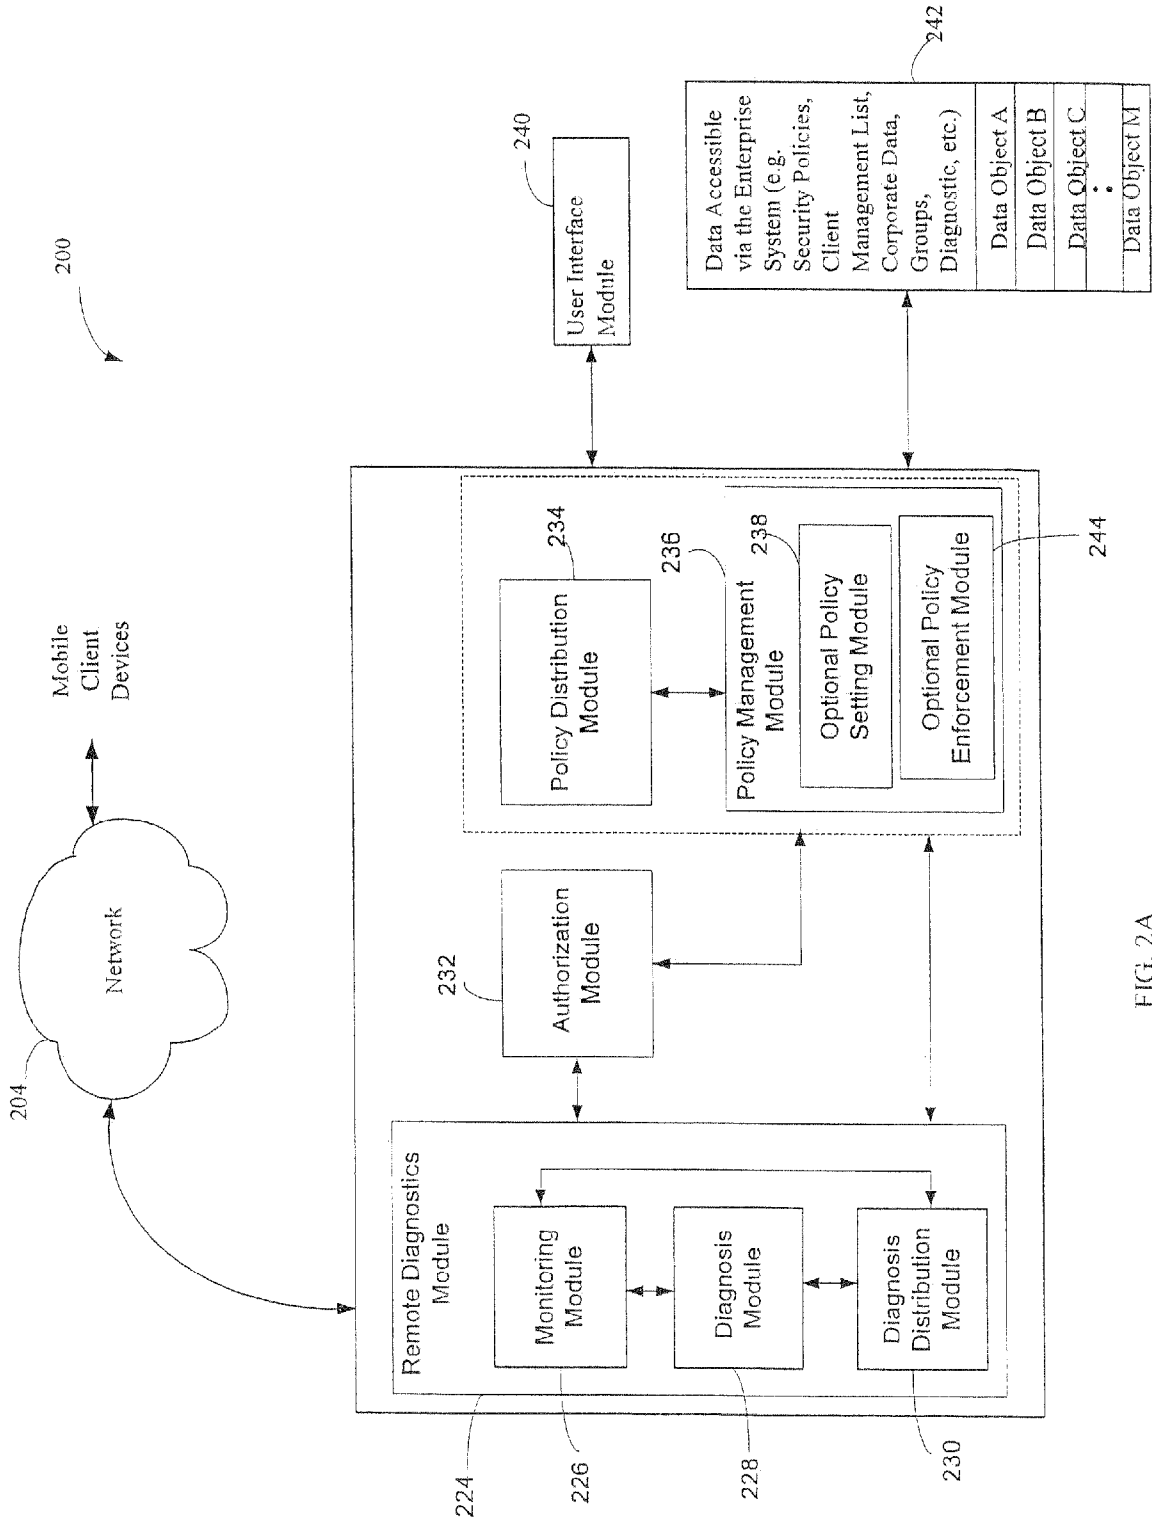 200
Mobile
Client
Devices
Network
204
Remote Diagnostics
Module
224
Monitoring
Module
226
Diagnosis
Module
228
Diagnosis
Distribution
Module
230
232
Authorization
Module
Policy Distribution
Module
234
236
Policy Management
Module
238
Optional Policy
Setting Module
Optional Policy
Enforcement Module
244
240
User Interface
Module
242
Data Accessible
via the Enterprise
System (e.g.
Security Policies,
Client
Management List,
Corporate Data,
Groups,
Diagnostic, etc.)
Data Object A
Data Object B
Data Object C
Data Object M
FIG. 2A